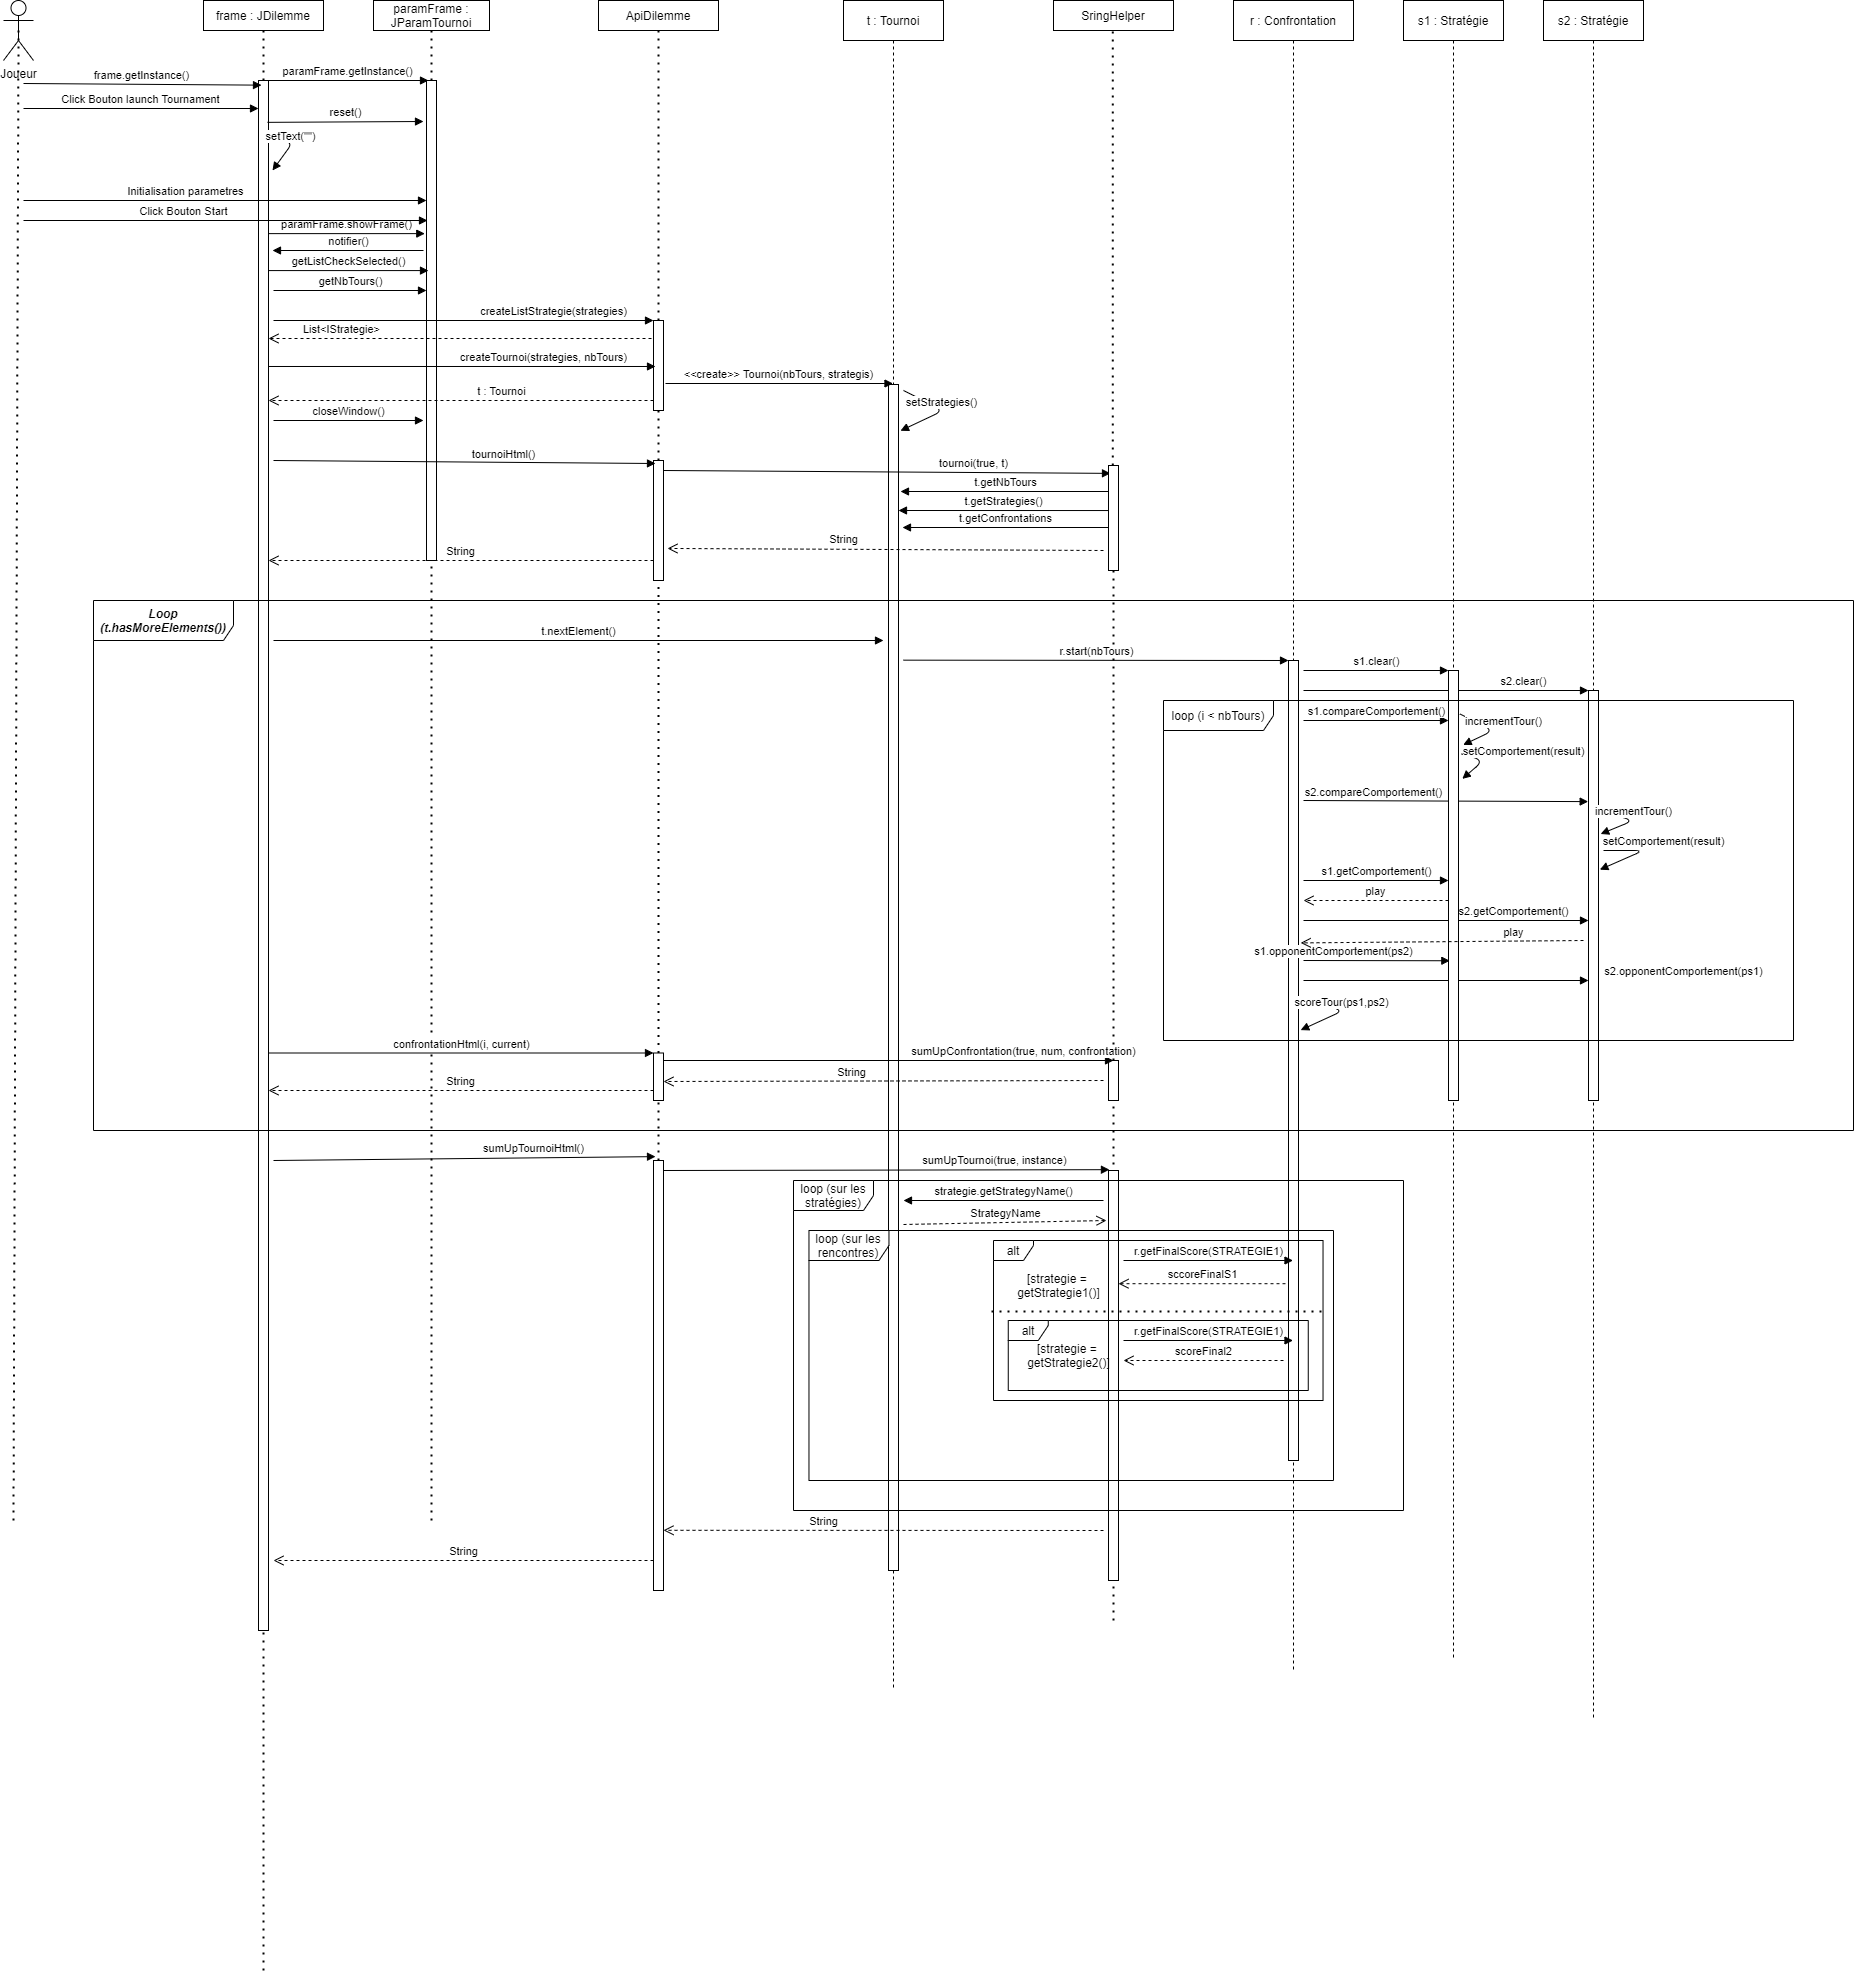 frame : JDilemme
paramFrame :
JParamTournoi
ApiDilemme
t : Tournoi
SringHelper
r : Confrontation
s1 : Stratégie
s2 : Stratégie
Joueur
frame.getInstance()
paramFrame.getInstance()
Click Bouton launch Tournament
reset()
setText("")
Initialisation parametres
Click Bouton Start
paramFrame.showFrame()
notifier()
getListCheckSelected()
getNbTours()
createListStrategie(strategies)
List<IStrategie>
createTournoi(strategies, nbTours)
<<create>> Tournoi(nbTours, strategis)
t : Tournoi
setStrategies()
closeWindow()
tournoiHtml()
tournoi(true, t)
t.getNbTours
t.getStrategies()
t.getConfrontations
String
String
Loop
(t.hasMoreElements())
t.nextElement()
r.start(nbTours)
s1.clear()
s2.clear()
loop (i < nbTours)
s1.compareComportement()
incrementTour()
setComportement(result)
s2.compareComportement()
incrementTour()
setComportement(result)
s1.getComportement()
play
s2.getComportement()
play
s1.opponentComportement(ps2)
s2.opponentComportement(ps1)
scoreTour(ps1,ps2)
confrontationHtml(i, current)
sumUpConfrontation(true, num, confrontation)
String
String
sumUpTournoiHtml()
sumUpTournoi(true, instance)
loop (sur les
stratégies)
strategie.getStrategyName()
StrategyName
loop (sur les
rencontres)
alt
r.getFinalScore(STRATEGIE1)
[strategie =
getStrategie1()]
sccoreFinalS1
alt
r.getFinalScore(STRATEGIE1)
[strategie =
getStrategie2()]
scoreFinal2
String
String